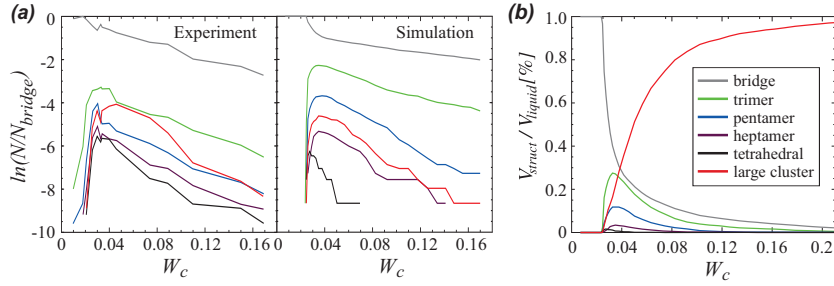 (a)
Experiment
Simulation
ln(N/N_bridge)
0
-2
-4
-6
-8
-10
0
0.04
0.08
0.12
0.16
W_c
0
0.04
0.08
0.12
0.16
W_c
(b)
V_struct / V_liquid [%]
1.0
0.8
0.6
0.4
0.2
0
bridge
trimer
pentamer
heptamer
tetrahedral
large cluster
0
0.04
0.08
0.12
0.16
0.2
W_c